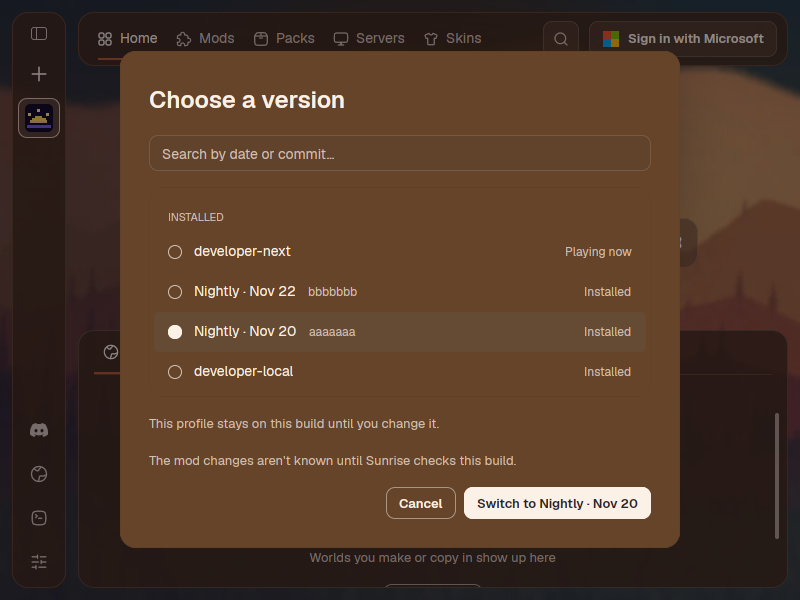 Home
Mods
Packs
Servers
Skins
Sign in with Microsoft
Choose a version
Search by date or commit...
INSTALLED
developer-next
Playing now
Nightly · Nov 22
bbbbbbb
Installed
Nightly · Nov 20
aaaaaaa
Installed
developer-local
Installed
This profile stays on this build until you change it.
The mod changes aren't known until Sunrise checks this build.
Cancel
Switch to Nightly · Nov 20
Worlds you make or copy in show up here